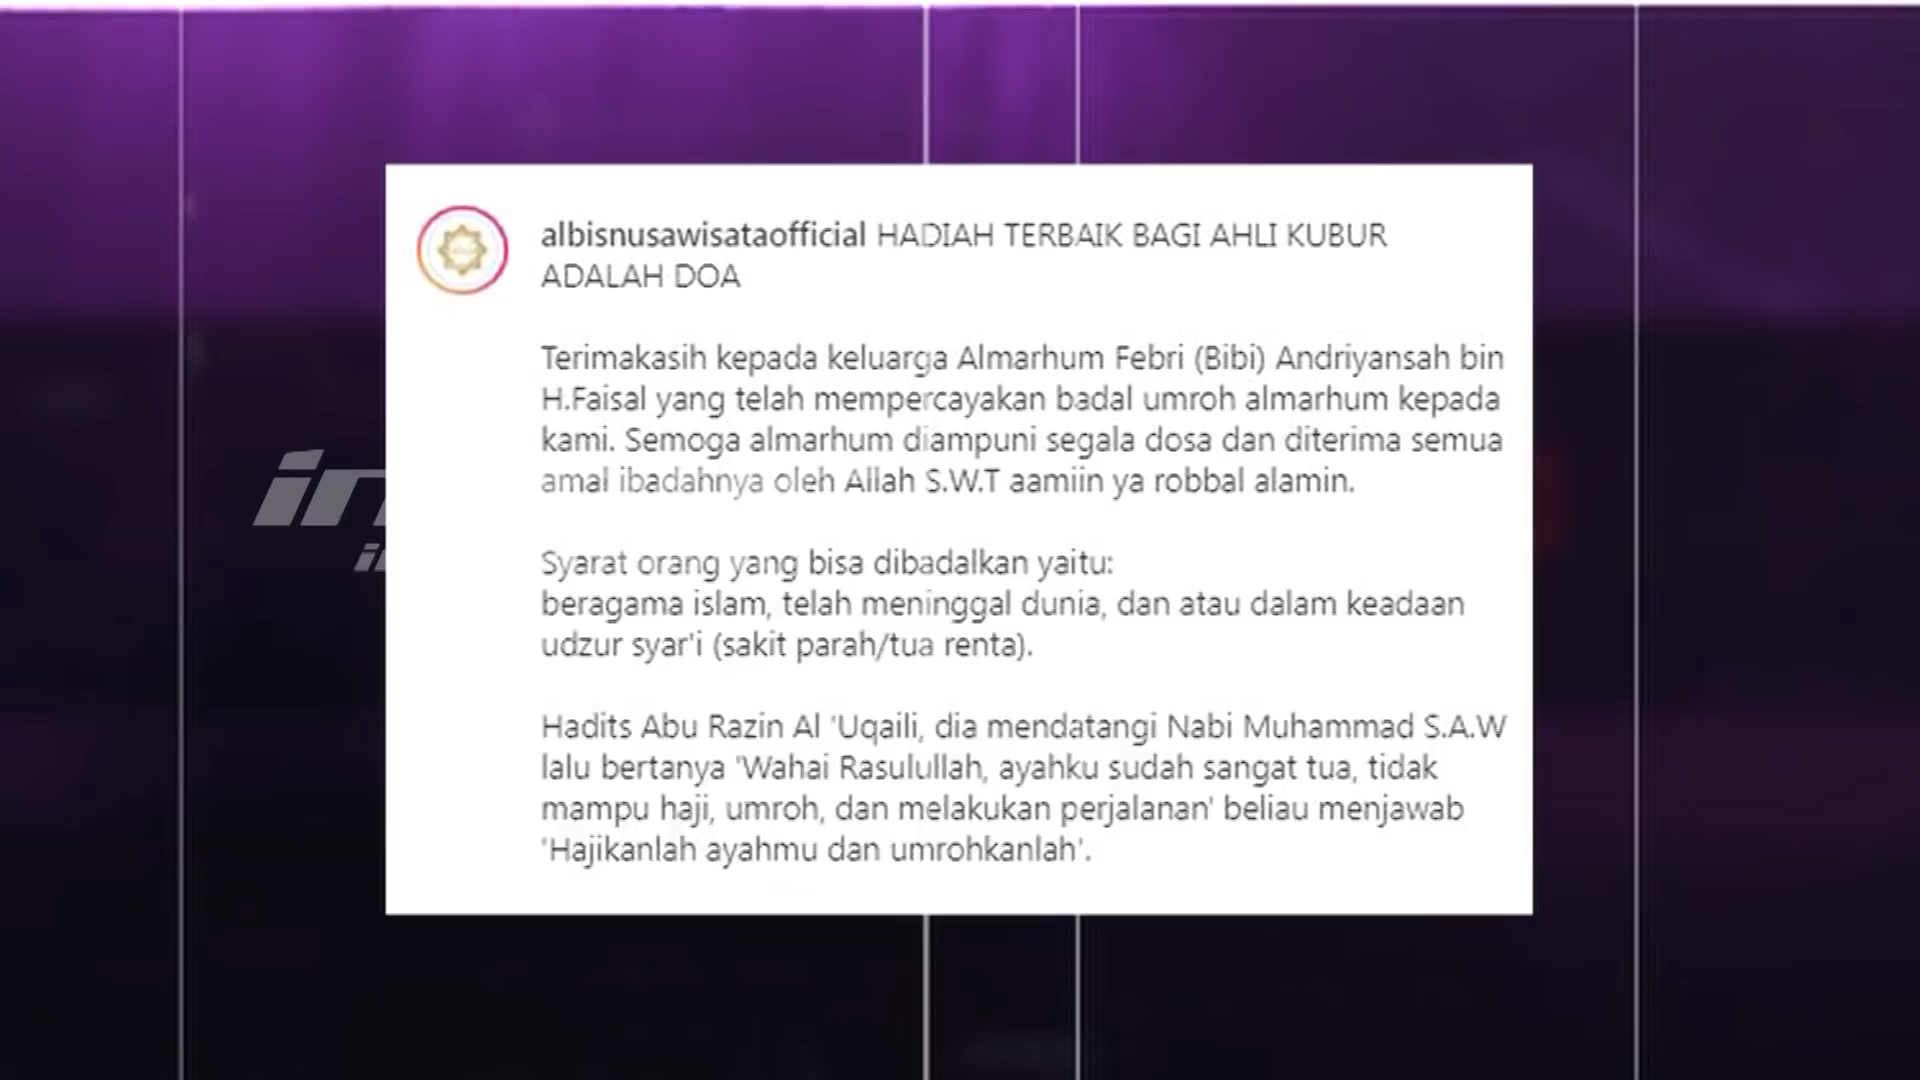 albisnusawisataofficial HADIAH TERBAIK BAGI AHLI KUBUR
ADALAH DOA
Terimakasih kepada keluarga Almarhum Febri (Bibi) Andriyansah bin
H.Faisal yang telah mempercayakan badal umroh almarhum kepada
kami. Semoga almarhum diampuni segala dosa dan diterima semua
amal ibadahnya oleh Allah S.W.T aamiin ya robbal alamin.
Syarat orang yang bisa dibadalkan yaitu:
beragama islam, telah meninggal dunia, dan atau dalam keadaan
udzur syar'i (sakit parah/tua renta).
Hadits Abu Razin Al 'Uqaili, dia mendatangi Nabi Muhammad S.A.W
lalu bertanya 'Wahai Rasulullah, ayahku sudah sangat tua, tidak
mampu haji, umroh, dan melakukan perjalanan' beliau menjawab
'Hajikanlah ayahmu dan umrohkanlah'.